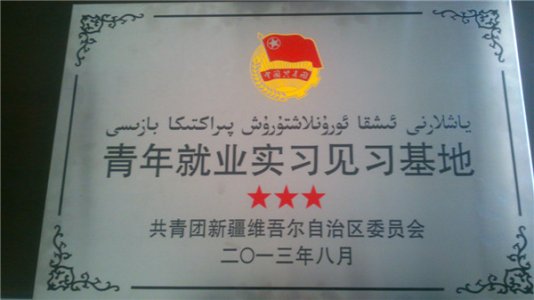 中国共青团
ياشلارنى ئىشقا ئورۇنلاشتۇرۇش پىراكتىكا بازىسى
青年就业实习见习基地
★★★
共青团新疆维吾尔自治区委员会
二〇一三年八月